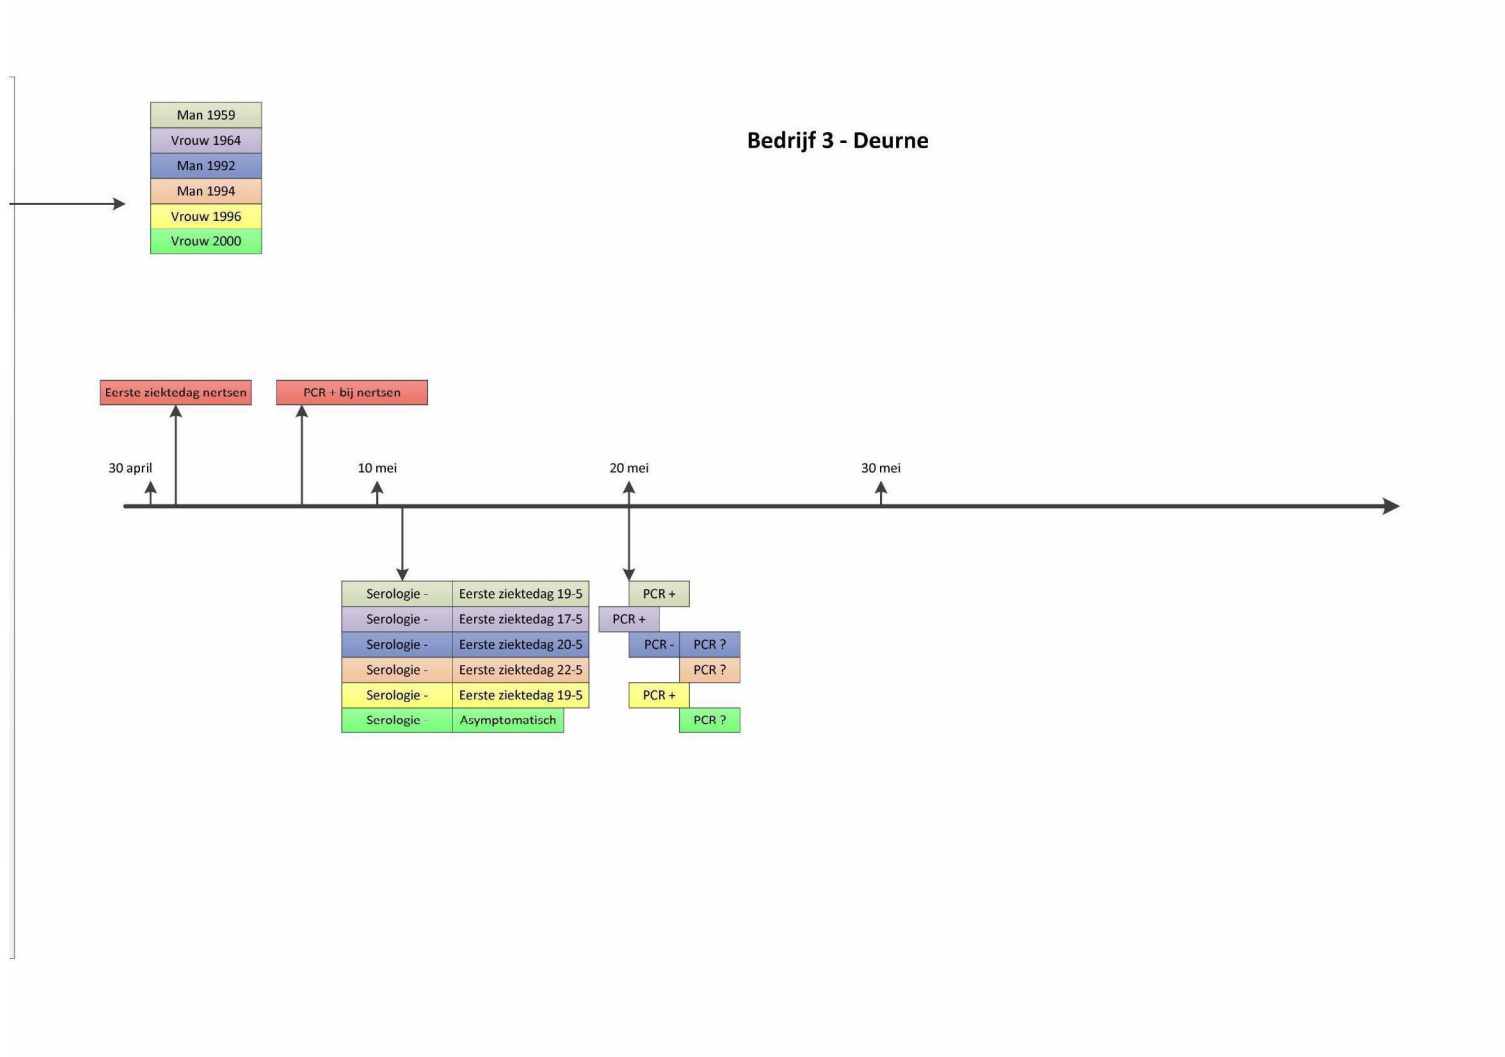 Man 1959
Vrouw 1964
Man 1992
Man 1994
Vrouw 1996
Vrouw 2000
Bedrijf 3 - Deurne
Eerste ziektedag nertsen
PCR + bij nertsen
30 april
10 mei
20 mei
30 mei
Serologie - Eerste ziektedag 19-5 PCR +
Serologie - Eerste ziektedag 17-5 PCR +
Serologie - Eerste ziektedag 20-5 PCR - PCR ?
Serologie - Eerste ziektedag 22-5 PCR ?
Serologie - Eerste ziektedag 19-5 PCR +
Serologie - Asymptomatisch PCR ?